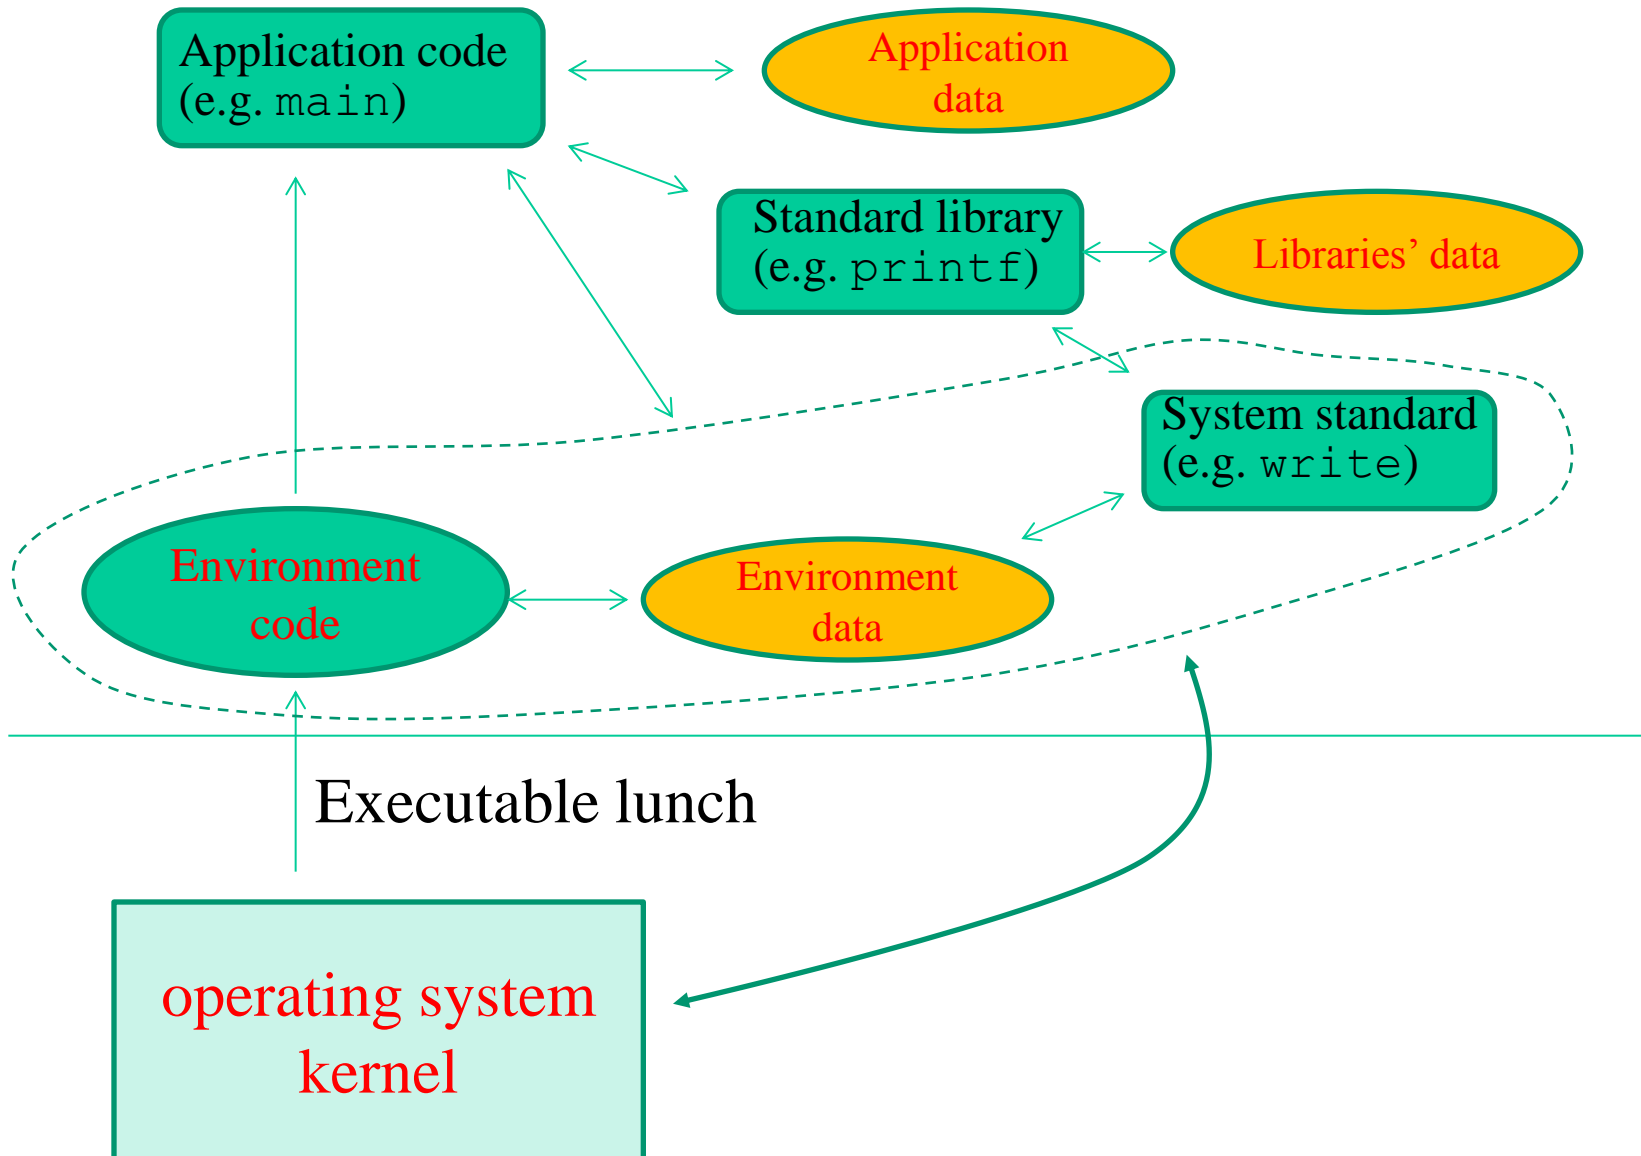 Application code
(e.g. main)
Application
data
Standard library
(e.g. printf)
Libraries’ data
System standard
(e.g. write)
Environment
code
Environment
data
Executable lunch
operating system
kernel